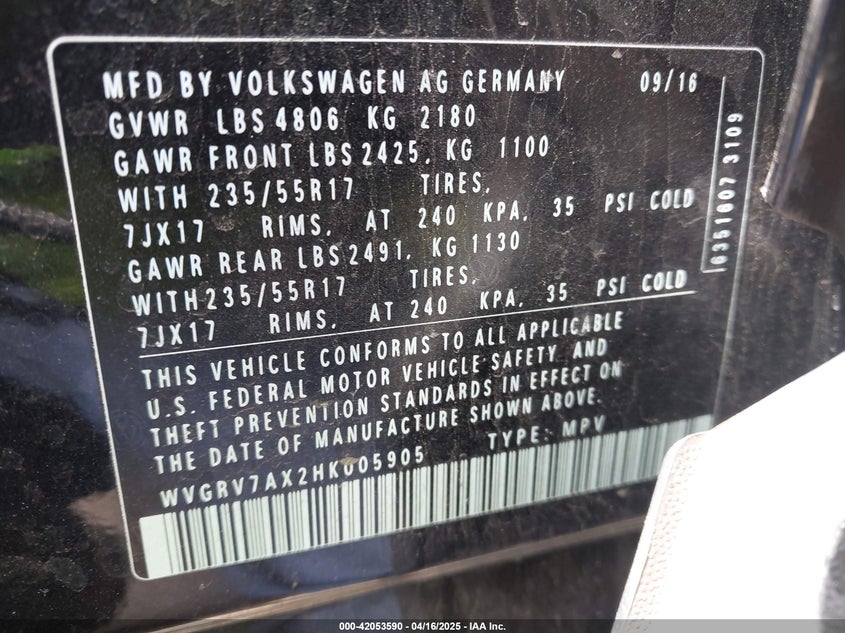 MFD BY VOLKSWAGEN AG GERMANY 09/16
GVWR LBS 4806 KG 2180
GAWR FRONT LBS 2425, KG 1100
WITH 235/55R17 TIRES,
7JX17 RIMS, AT 240 KPA, 35 PSI COLD
GAWR REAR LBS 2491, KG 1130
WITH 235/55R17 TIRES,
7JX17 RIMS, AT 240 KPA, 35 PSI COLD
THIS VEHICLE CONFORMS TO ALL APPLICABLE
U.S. FEDERAL MOTOR VEHICLE SAFETY, AND
THEFT PREVENTION STANDARDS IN EFFECT ON
THE DATE OF MANUFACTURE SHOWN ABOVE.
WVGRV7AX2HK005905 TYPE: MPV
000-42053590 - 04/16/2025 - IAA Inc.